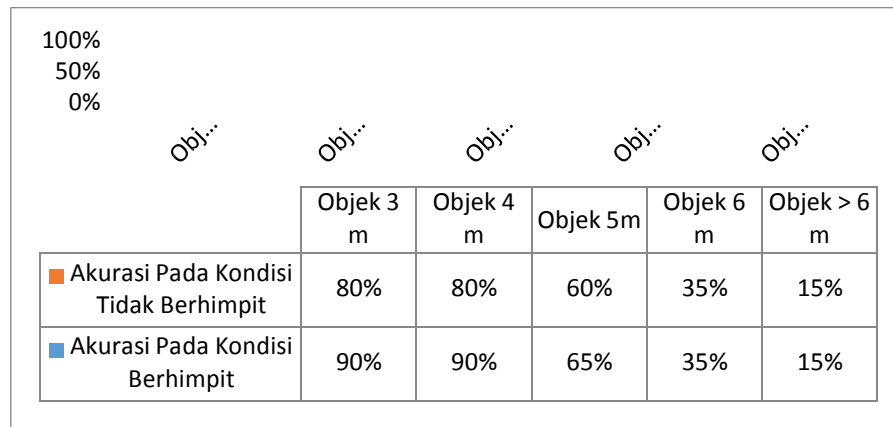 100%
50%
0%
Obj... Obj... Obj... Obj... Obj...
Objek 3 m Objek 4 m Objek 5m Objek 6 m Objek > 6 m
Akurasi Pada Kondisi Tidak Berhimpit 80% 80% 60% 35% 15%
Akurasi Pada Kondisi Berhimpit 90% 90% 65% 35% 15%